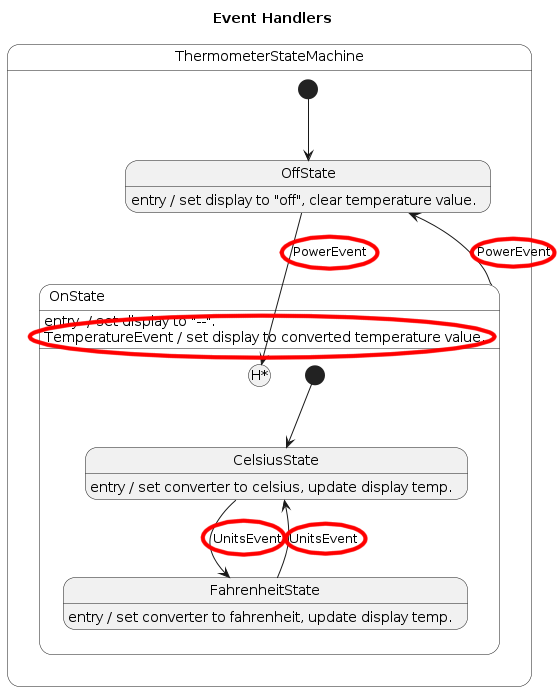 Event Handlers
ThermometerStateMachine
OffState
entry / set display to "off", clear temperature value.
PowerEvent
PowerEvent
OnState
entry / set display to "--".
TemperatureEvent / set display to converted temperature value.
H*
CelsiusState
entry / set converter to celsius, update display temp.
UnitsEvent
UnitsEvent
FahrenheitState
entry / set converter to fahrenheit, update display temp.